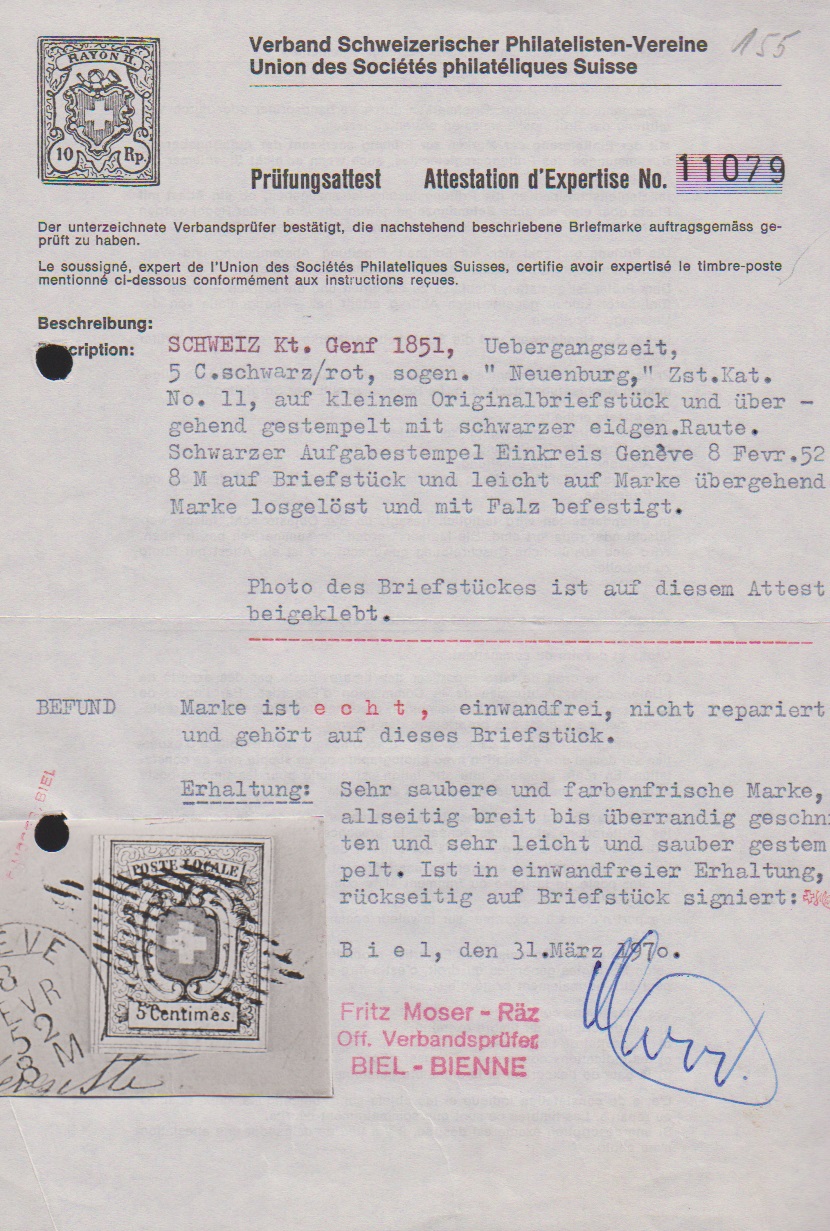 RAYON II.
10 Rp.
Verband Schweizerischer Philatelisten-Vereine
Union des Sociétés philatéliques Suisse
155
Prüfungsattest Attestation d'Expertise No. 11079
Der unterzeichnete Verbandsprüfer bestätigt, die nachstehend beschriebene Briefmarke auftragsgemäss ge-
prüft zu haben.
Le soussigné, expert de l'Union des Sociétés Philateliques Suisses, certifie avoir expertisé le timbre-poste
mentionné ci-dessous conformément aux instructions reçues.
Beschreibung:
cription: SCHWEIZ Kt. Genf 1851, Uebergangszeit,
5 C.schwarz/rot, sogen. " Neuenburg," Zst.Kat.
No. 11, auf kleinem Originalbriefstück und über -
gehend gestempelt mit schwarzer eidgen.Raute.
Schwarzer Aufgabestempel Einkreis Genève 8 Fevr.52
8 M auf Briefstück und leicht auf Marke übergehend
Marke losgelöst und mit Falz befestigt.
Photo des Briefstückes ist auf diesem Attest
beigeklebt.
BEFUND Marke ist e c h t , einwandfrei, nicht repariert
und gehört auf dieses Briefstück.
Erhaltung: Sehr saubere und farbenfrische Marke,
allseitig breit bis überrandig geschni
ten und sehr leicht und sauber gestem
pelt. Ist in einwandfreier Erhaltung,
rückseitig auf Briefstück signiert:
B i e l, den 31.März 1970.
BIEL
POSTE LOCALE
5 Centimes.
EVE
8
EVR
52
8 M
Fritz Moser - Räz
Off. Verbandsprüfer
BIEL - BIENNE